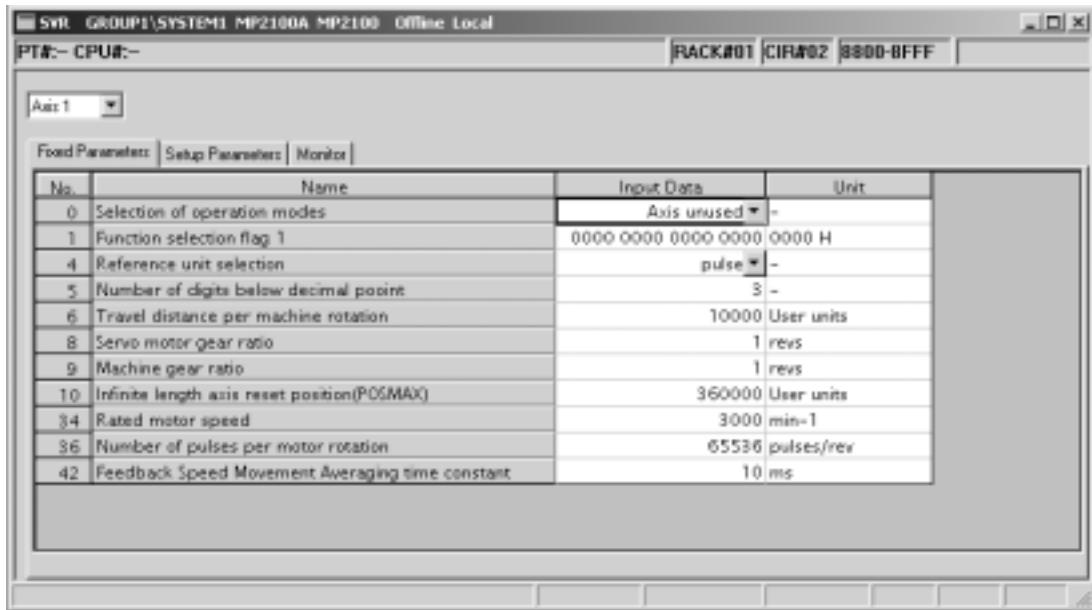 SVR GROUP1\SYSTEM1 MP2100A MP2100 Offline Local
PT#:- CPU#:- RACK#01 CIR#02 8800-8FFF
Axis 1
Fixed Parameters Setup Parameters Monitor
No. Name Input Data Unit
0 Selection of operation modes Axis unused -
1 Function selection flag 1 0000 0000 0000 0000 0000 H
4 Reference unit selection pulse -
5 Number of digits below decimal pooint 3 -
6 Travel distance per machine rotation 10000 User units
8 Servo motor gear ratio 1 revs
9 Machine gear ratio 1 revs
10 Infinite length axis reset position(POSMAX) 360000 User units
34 Rated motor speed 3000 min-1
36 Number of pulses per motor rotation 65536 pulses/rev
42 Feedback Speed Movement Averaging time constant 10 ms